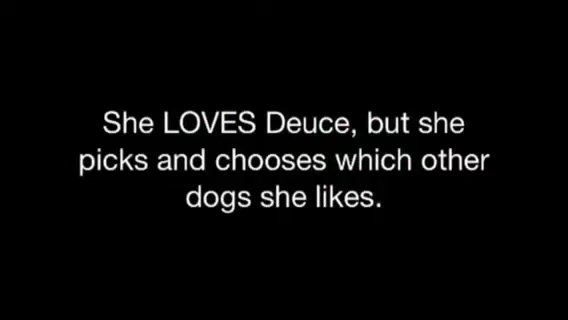 She LOVES Deuce, but she
picks and chooses which other
dogs she likes.